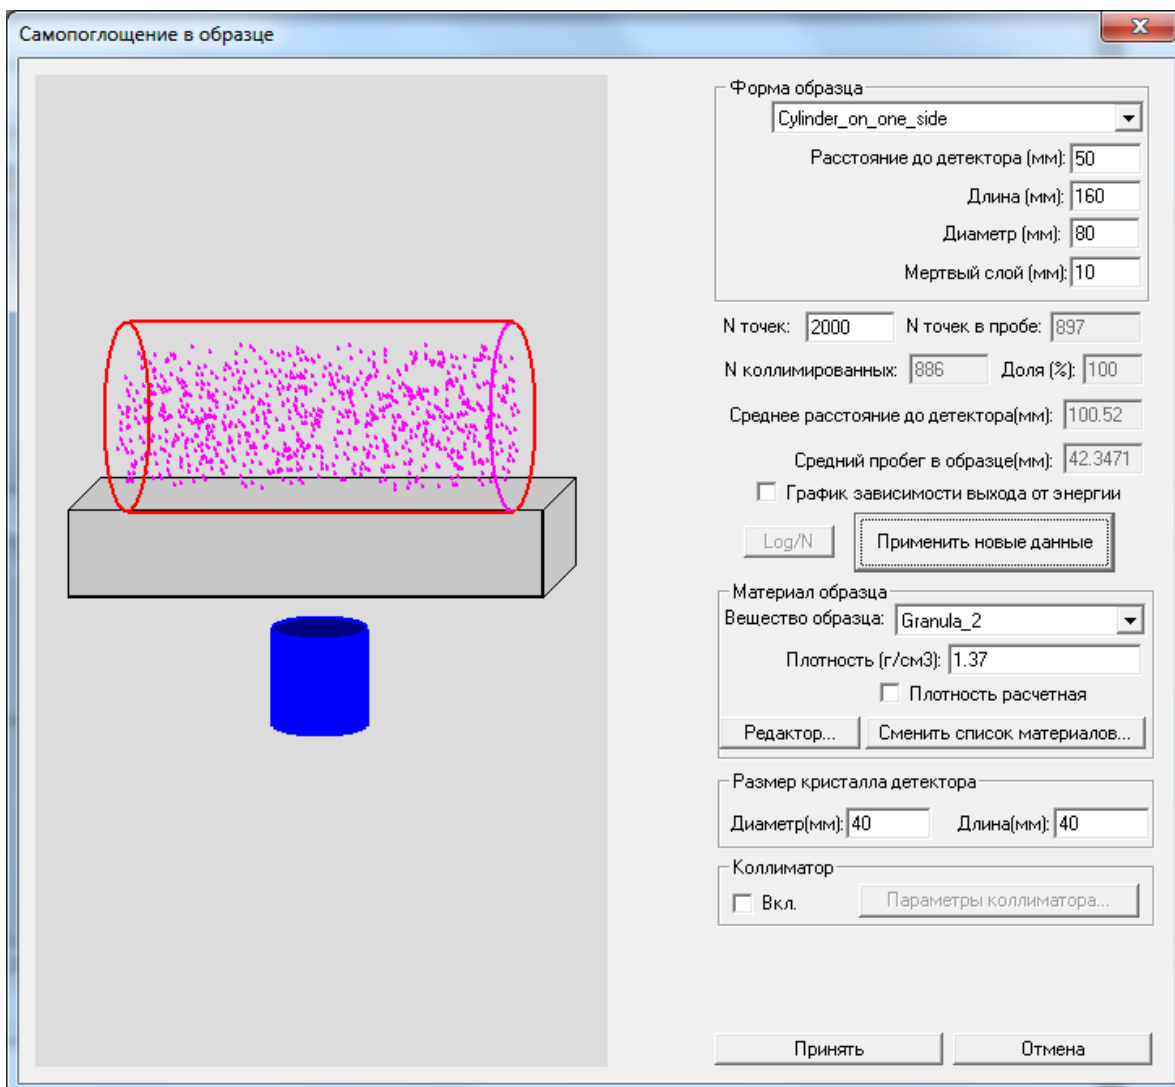 Самопоглощение в образце
Форма образца
Cylinder_on_one_side
Расстояние до детектора (мм): 50
Длина (мм): 160
Диаметр (мм): 80
Мертвый слой (мм): 10
N точек: 2000 N точек в пробе: 897
N коллимированных: 886 Доля (%): 100
Среднее расстояние до детектора(мм): 100.52
Средний пробег в образце(мм): 42.3471
График зависимости выхода от энергии
Log/N Применить новые данные
Материал образца
Вещество образца: Granula_2
Плотность (г/см3): 1.37
Плотность расчетная
Редактор... Сменить список материалов...
Размер кристалла детектора
Диаметр(мм): 40 Длина(мм): 40
Коллиматор
Вкл. Параметры коллиматора...
Принять Отмена